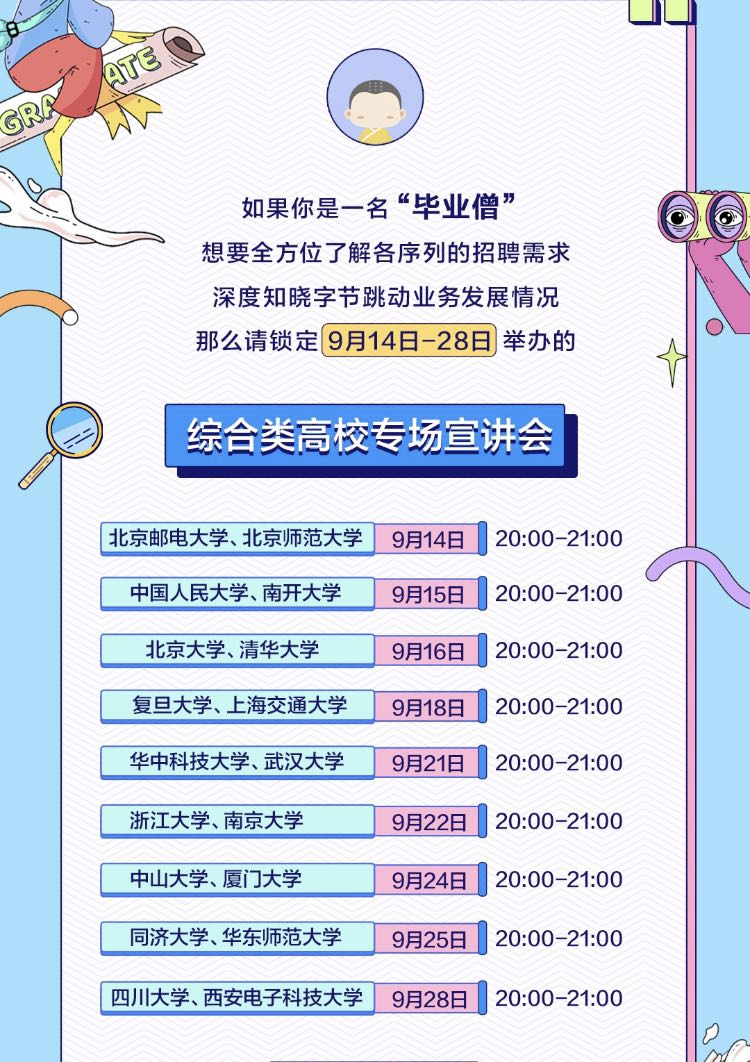 GRADUATE
如果你是一名“毕业僧”
想要全方位了解各序列的招聘需求
深度知晓字节跳动业务发展情况
那么请锁定 9月14日-28日 举办的
综合类高校专场宣讲会
北京邮电大学、北京师范大学 9月14日 20:00-21:00
中国人民大学、南开大学 9月15日 20:00-21:00
北京大学、清华大学 9月16日 20:00-21:00
复旦大学、上海交通大学 9月18日 20:00-21:00
华中科技大学、武汉大学 9月21日 20:00-21:00
浙江大学、南京大学 9月22日 20:00-21:00
中山大学、厦门大学 9月24日 20:00-21:00
同济大学、华东师范大学 9月25日 20:00-21:00
四川大学、西安电子科技大学 9月28日 20:00-21:00